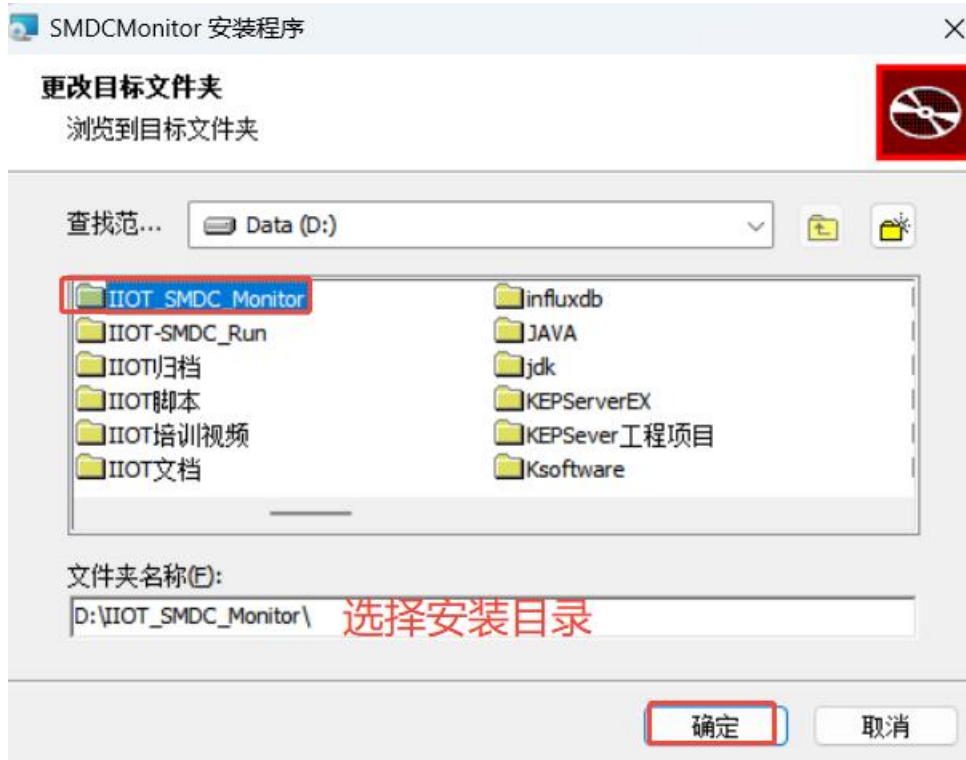 SMDCMonitor 安装程序
更改目标文件夹
浏览到目标文件夹
查找范... Data (D:)
IIOT_SMDC_Monitor influxdb
IIOT-SMDC_Run JAVA
IIOT归档 jdk
IIOT脚本 KEPServerEX
IIOT培训视频 KEPSever工程项目
IIOT文档 Ksoftware
文件夹名称(F):
D:\IIOT_SMDC_Monitor\ 选择安装目录
确定 取消